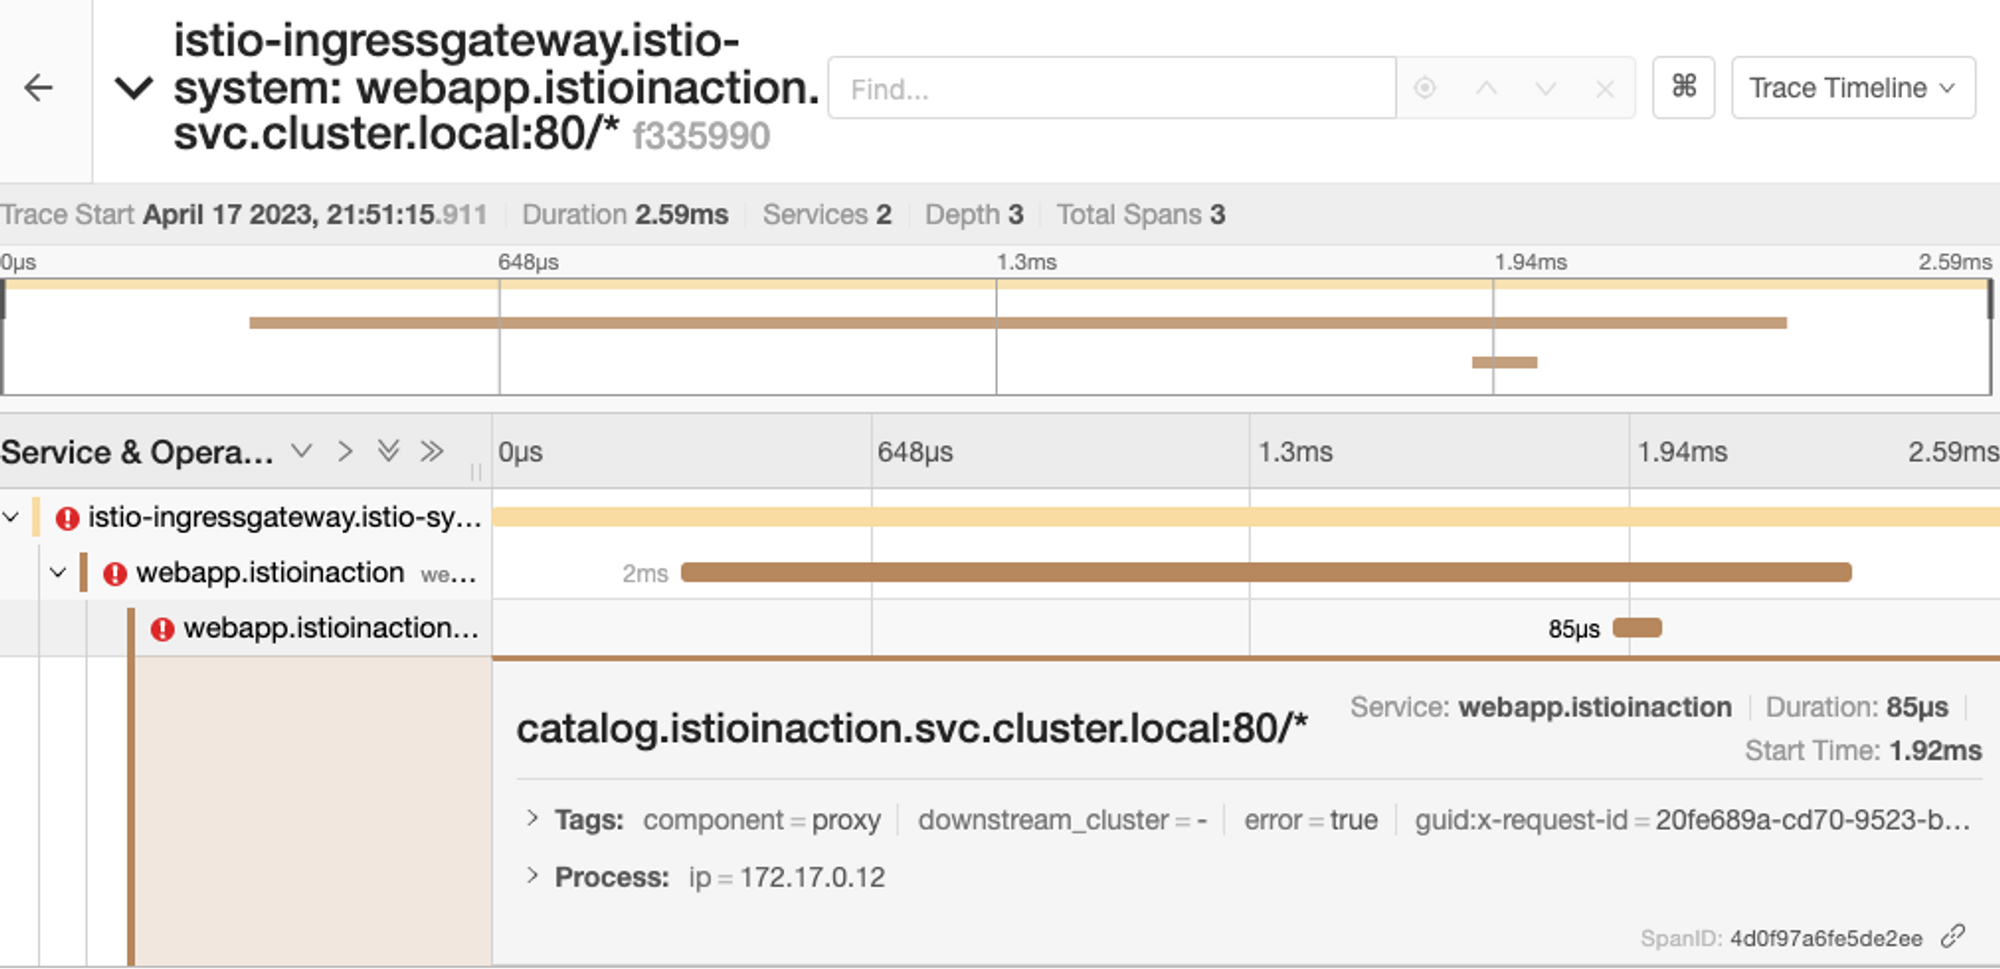 istio-ingressgateway.istio-
system: webapp.istioinaction.
svc.cluster.local:80/* f335990
Find...
⌘
Trace Timeline
Trace Start April 17 2023, 21:51:15.911 Duration 2.59ms Services 2 Depth 3 Total Spans 3
0μs 648μs 1.3ms 1.94ms 2.59ms
Service & Opera... 0μs 648μs 1.3ms 1.94ms 2.59ms
istio-ingressgateway.istio-sy...
webapp.istioinaction we... 2ms
webapp.istioinaction... 85μs
catalog.istioinaction.svc.cluster.local:80/*
Service: webapp.istioinaction Duration: 85μs
Start Time: 1.92ms
Tags: component = proxy downstream_cluster = - error = true guid:x-request-id = 20fe689a-cd70-9523-b...
Process: ip = 172.17.0.12
SpanID: 4d0f97a6fe5de2ee